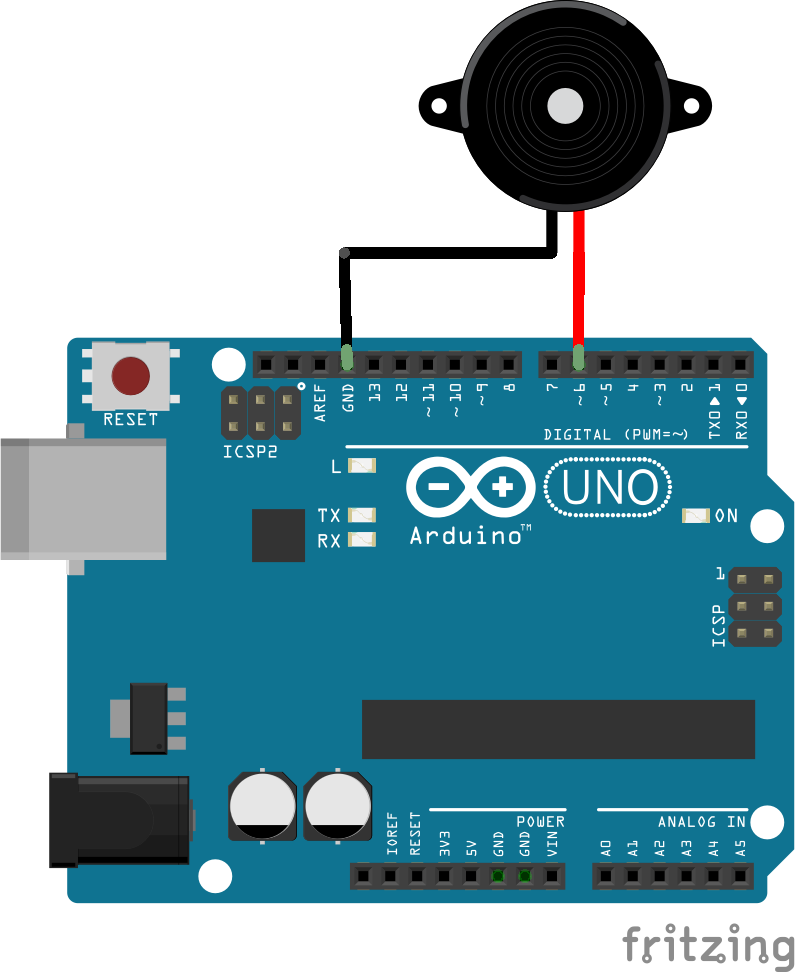 RESET
ICSP2
AREF
GND
13
12
~11
~10
~9
8
7
~6
~5
4
~3
2
TX0▶1
RX0◀0
DIGITAL (PWM=~)
L
TX
RX
Arduino™
UNO
ON
1
ICSP
IOREF
RESET
3V3
5V
GND
GND
VIN
POWER
A0
A1
A2
A3
A4
A5
ANALOG IN
fritzing